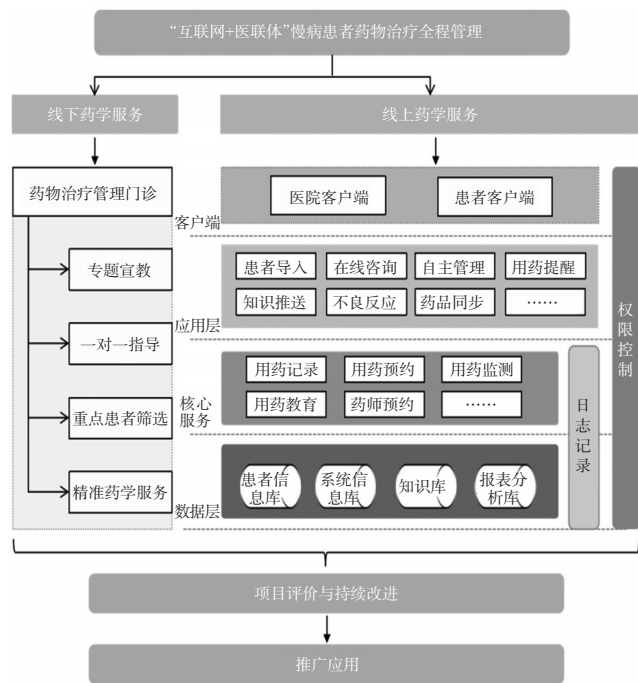 “互联网+医联体”慢病患者药物治疗全程管理
线下药学服务
线上药学服务
药物治疗管理门诊
专题宣教
一对一指导
重点患者筛选
精准药学服务
客户端
医院客户端
患者客户端
应用层
患者导入
在线咨询
自主管理
用药提醒
知识推送
不良反应
药品同步
……
核心
服务
用药记录
用药预约
用药监测
用药教育
药师预约
……
数据层
患者信
息库
系统信
息库
知识库
报表分
析库
日志记录
权限控制
项目评价与持续改进
推广应用